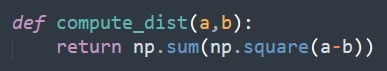 def compute_dist(a,b):
    return np.sum(np.square(a-b))